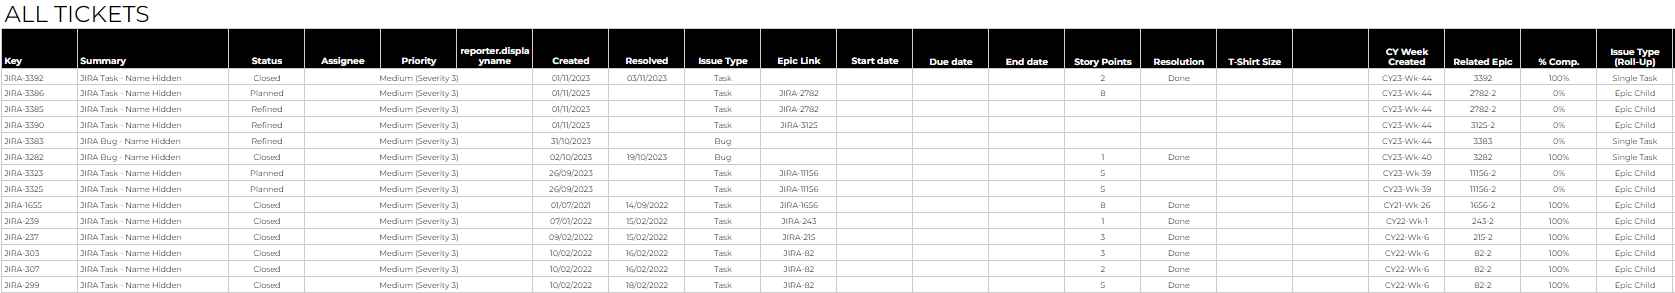 ALL TICKETS
Key Summary Status Assignee Priority reporter.displayname Created Resolved Issue Type Epic Link Start date Due date End date Story Points Resolution T-Shirt Size CY Week Created Related Epic % Comp. Issue Type (Roll-Up)
JIRA-3392 JIRA Task - Name Hidden Closed Medium (Severity 3) 01/11/2023 03/11/2023 Task 2 Done CY23-Wk-44 3392 100% Single Task
JIRA-3386 JIRA Task - Name Hidden Planned Medium (Severity 3) 01/11/2023 Task JIRA-2782 8 CY23-Wk-44 2782-2 0% Epic Child
JIRA-3385 JIRA Task - Name Hidden Refined Medium (Severity 3) 01/11/2023 Task JIRA-2782 CY23-Wk-44 2782-2 0% Epic Child
JIRA-3390 JIRA Task - Name Hidden Refined Medium (Severity 3) 01/11/2023 Task JIRA-3125 CY23-Wk-44 3125-2 0% Epic Child
JIRA-3383 JIRA Bug - Name Hidden Refined Medium (Severity 3) 31/10/2023 Bug CY23-Wk-44 3383 0% Single Task
JIRA-3282 JIRA Bug - Name Hidden Closed Medium (Severity 3) 02/10/2023 19/10/2023 Bug 1 Done CY23-Wk-40 3282 100% Single Task
JIRA-3323 JIRA Task - Name Hidden Planned Medium (Severity 3) 26/09/2023 Task JIRA-11156 5 CY23-Wk-39 11156-2 0% Epic Child
JIRA-3325 JIRA Task - Name Hidden Planned Medium (Severity 3) 26/09/2023 Task JIRA-11156 5 CY23-Wk-39 11156-2 0% Epic Child
JIRA-1655 JIRA Task - Name Hidden Closed Medium (Severity 3) 01/07/2021 14/09/2022 Task JIRA-1656 8 Done CY21-Wk-26 1656-2 100% Epic Child
JIRA-239 JIRA Task - Name Hidden Closed Medium (Severity 3) 07/01/2022 15/02/2022 Task JIRA-243 1 Done CY22-Wk-1 243-2 100% Epic Child
JIRA-237 JIRA Task - Name Hidden Closed Medium (Severity 3) 09/02/2022 15/02/2022 Task JIRA-215 3 Done CY22-Wk-6 215-2 100% Epic Child
JIRA-303 JIRA Task - Name Hidden Closed Medium (Severity 3) 10/02/2022 16/02/2022 Task JIRA-82 3 Done CY22-Wk-6 82-2 100% Epic Child
JIRA-307 JIRA Task - Name Hidden Closed Medium (Severity 3) 10/02/2022 16/02/2022 Task JIRA-82 2 Done CY22-Wk-6 82-2 100% Epic Child
JIRA-299 JIRA Task - Name Hidden Closed Medium (Severity 3) 10/02/2022 18/02/2022 Task JIRA-82 5 Done CY22-Wk-6 82-2 100% Epic Child